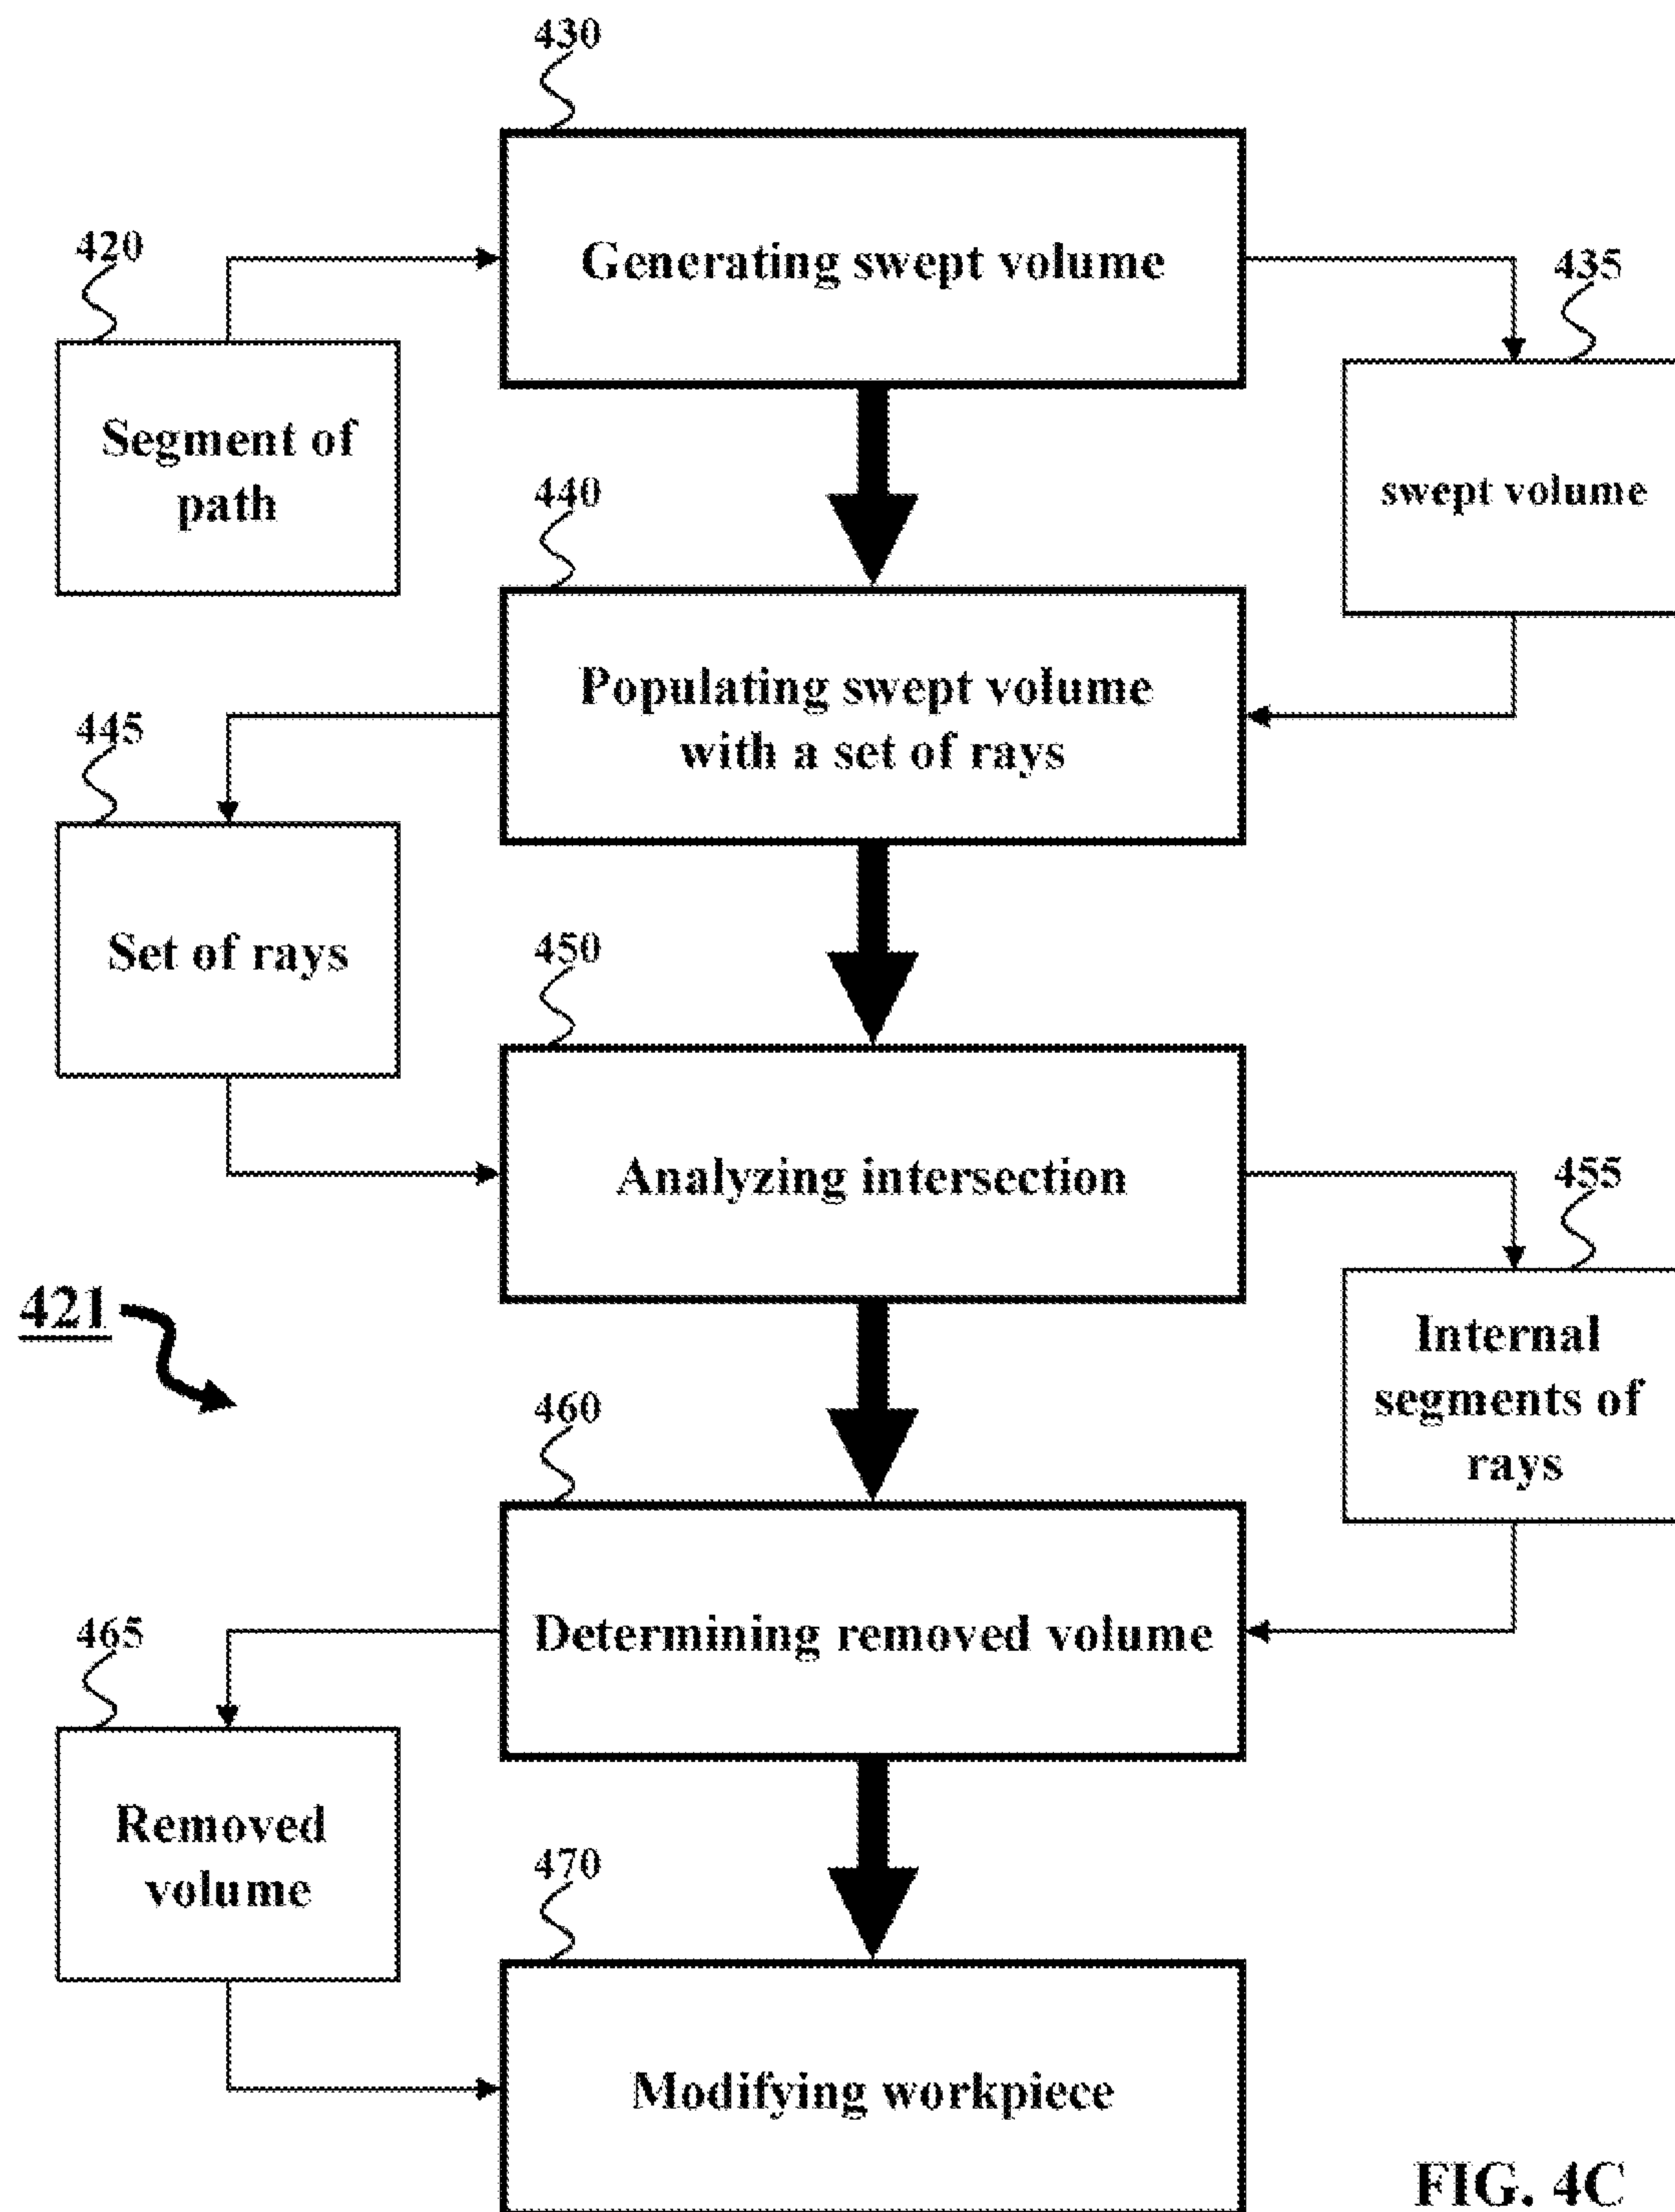 430
Generating swept volume
420
435
Segment of
path
swept volume
440
Populating swept volume
with a set of rays
445
Set of rays
450
Analyzing intersection
455
Internal
segments of
rays
421
460
Determining removed volume
465
Removed
volume
470
Modifying workpiece
FIG. 4C